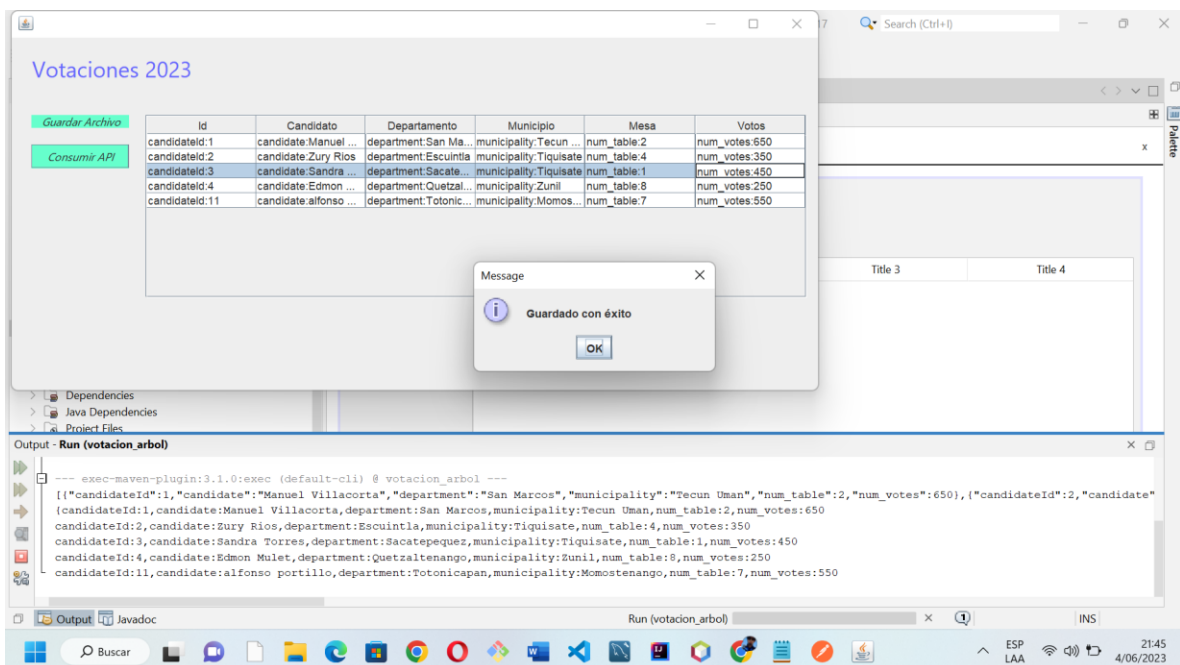 17 Search (Ctrl+I)
Votaciones 2023
Guardar Archivo
Consumir API
Id Candidato Departamento Municipio Mesa Votos
candidateId:1 candidate:Manuel ... department:San Ma... municipality:Tecun ... num_table:2 num_votes:650
candidateId:2 candidate:Zury Rios department:Escuintla municipality:Tiquisate num_table:4 num_votes:350
candidateId:3 candidate:Sandra ... department:Sacate... municipality:Tiquisate num_table:1 num_votes:450
candidateId:4 candidate:Edmon ... department:Quetzal... municipality:Zunil num_table:8 num_votes:250
candidateId:11 candidate:alfonso ... department:Totonic... municipality:Momos... num_table:7 num_votes:550
Palette
Title 3 Title 4
Message
Guardado con éxito
OK
Dependencies
Java Dependencies
Project Files
Output - Run (votacion_arbol)
--- exec-maven-plugin:3.1.0:exec (default-cli) @ votacion_arbol ---
[{"candidateId":1,"candidate":"Manuel Villacorta","department":"San Marcos","municipality":"Tecun Uman","num_table":2,"num_votes":650},{"candidateId":2,"candidate"
{candidateId:1,candidate:Manuel Villacorta,department:San Marcos,municipality:Tecun Uman,num_table:2,num_votes:650
candidateId:2,candidate:Zury Rios,department:Escuintla,municipality:Tiquisate,num_table:4,num_votes:350
candidateId:3,candidate:Sandra Torres,department:Sacatepequez,municipality:Tiquisate,num_table:1,num_votes:450
candidateId:4,candidate:Edmon Mulet,department:Quetzaltenango,municipality:Zunil,num_table:8,num_votes:250
candidateId:11,candidate:alfonso portillo,department:Totonicapan,municipality:Momostenango,num_table:7,num_votes:550
Output Javadoc
Run (votacion_arbol)
1
INS
Buscar
ESP
LAA
21:45
4/06/2023